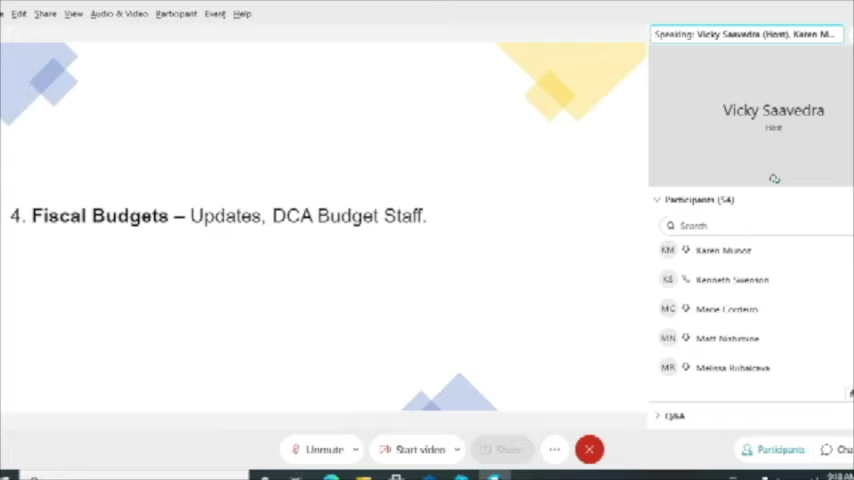 Edit Share View Audio & Video Participant Event Help
Speaking: Vicky Saavedra (Host), Karen M...
Vicky Saavedra
Host
4. Fiscal Budgets – Updates, DCA Budget Staff.
Participants (54)
Search
KM Karen Munoz
KS Kenneth Swenson
MC Marie Cordeiro
MN Matt Nishimine
MR Melissa Rubalcava
Q&A
Unmute Start video Share
Participants Cha